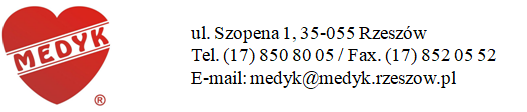 MEDYK
®
ul. Szopena 1, 35-055 Rzeszów
Tel. (17) 850 80 05 / Fax. (17) 852 05 52
E-mail: medyk@medyk.rzeszow.pl